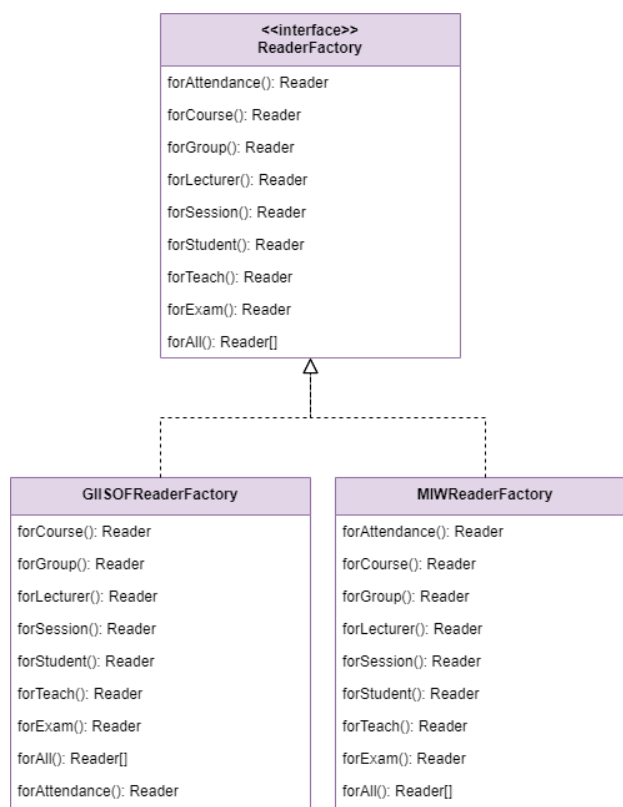 <<interface>>
ReaderFactory
forAttendance(): Reader
forCourse(): Reader
forGroup(): Reader
forLecturer(): Reader
forSession(): Reader
forStudent(): Reader
forTeach(): Reader
forExam(): Reader
forAll(): Reader[]
GIISOFReaderFactory
forCourse(): Reader
forGroup(): Reader
forLecturer(): Reader
forSession(): Reader
forStudent(): Reader
forTeach(): Reader
forExam(): Reader
forAll(): Reader[]
forAttendance(): Reader
MIWReaderFactory
forAttendance(): Reader
forCourse(): Reader
forGroup(): Reader
forLecturer(): Reader
forSession(): Reader
forStudent(): Reader
forTeach(): Reader
forExam(): Reader
forAll(): Reader[]